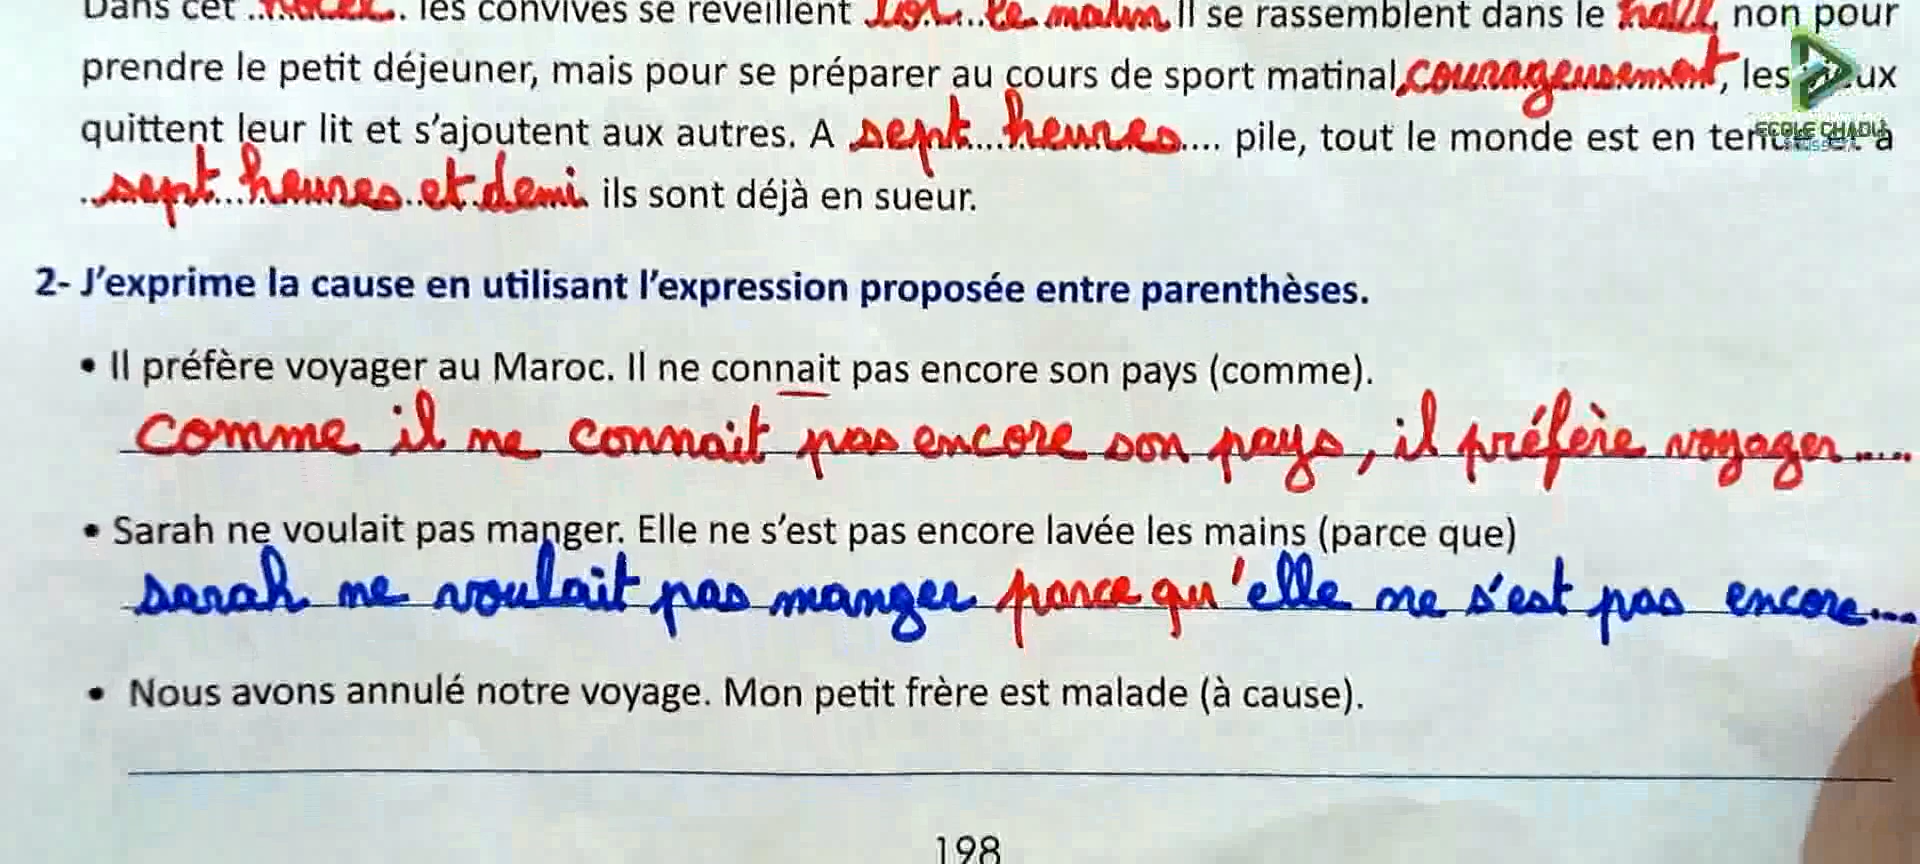 Dans cet ..hôtel.. les convives se réveillent tôt..le matin Il se rassemblent dans le hall, non pour
prendre le petit déjeuner, mais pour se préparer au cours de sport matinal, courageusement, les
quittent leur lit et s'ajoutent aux autres. A sept...heures.... pile, tout le monde est en tenue et à
..sept...heures..et.demi. ils sont déjà en sueur.
2- J'exprime la cause en utilisant l'expression proposée entre parenthèses.
• Il préfère voyager au Maroc. Il ne connait pas encore son pays (comme).
comme il ne connait pas encore son pays, il préfère voyager.....
• Sarah ne voulait pas manger. Elle ne s'est pas encore lavée les mains (parce que)
sarah ne voulait pas manger parce qu'elle ne s'est pas encore....
• Nous avons annulé notre voyage. Mon petit frère est malade (à cause).
198
ECOLE CHADLI